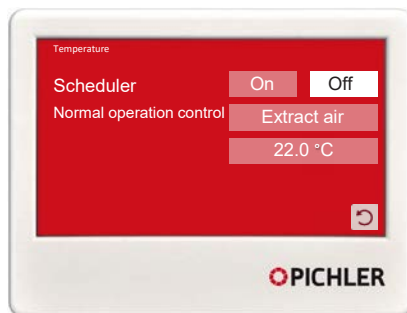 Temperature
Scheduler On Off
Normal operation control Extract air
22.0 °C
PICHLER